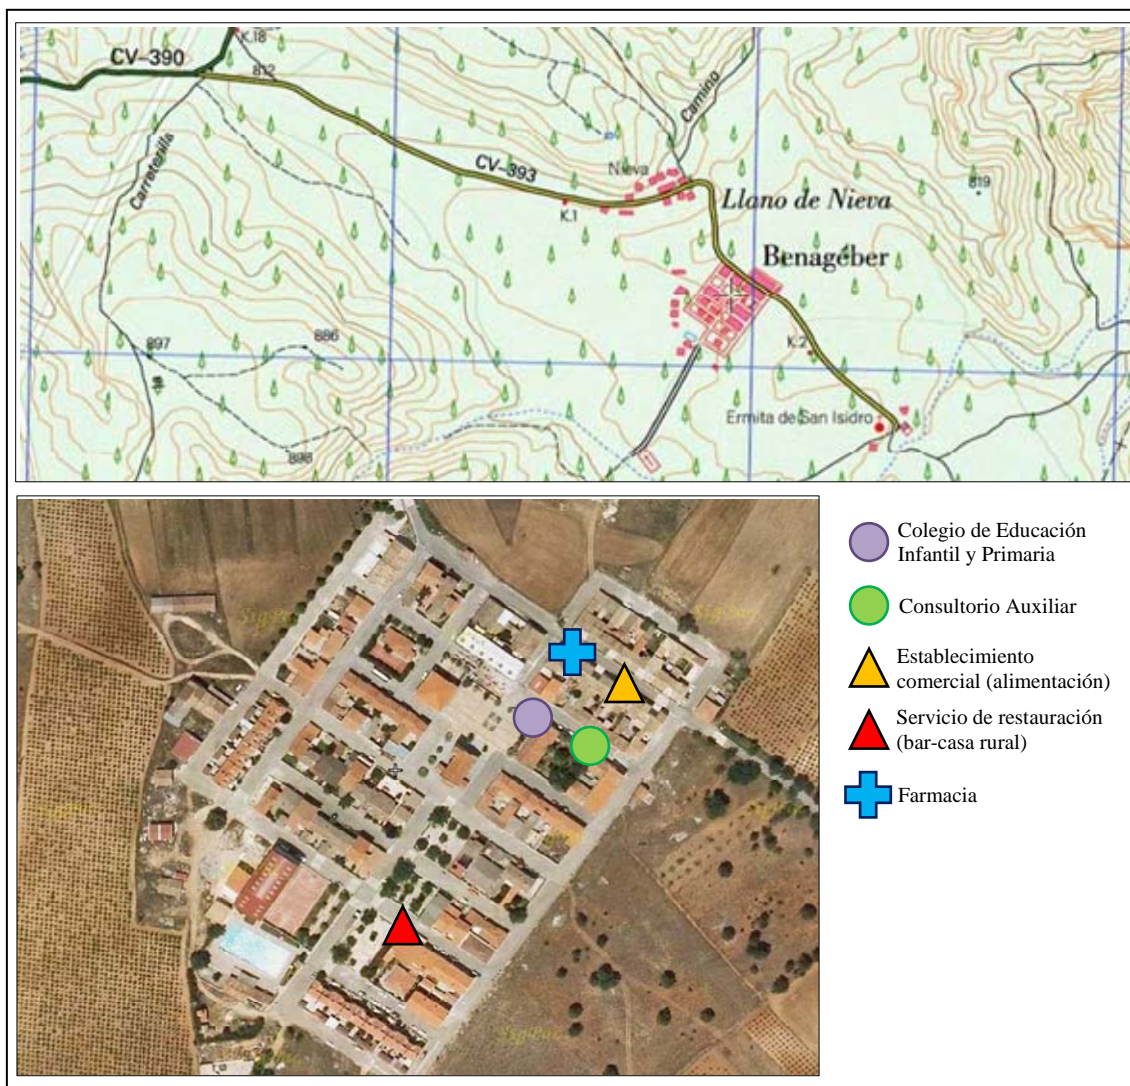 K.18
CV-390
812
Carreterilla
CV-393
Camino
Nieva
K.1
Llano de Nieva
819
Benagéber
897
886
K.2
Ermita de San Isidro
898
Colegio de Educación
Infantil y Primaria
Consultorio Auxiliar
Establecimiento
comercial (alimentación)
Servicio de restauración
(bar-casa rural)
Farmacia